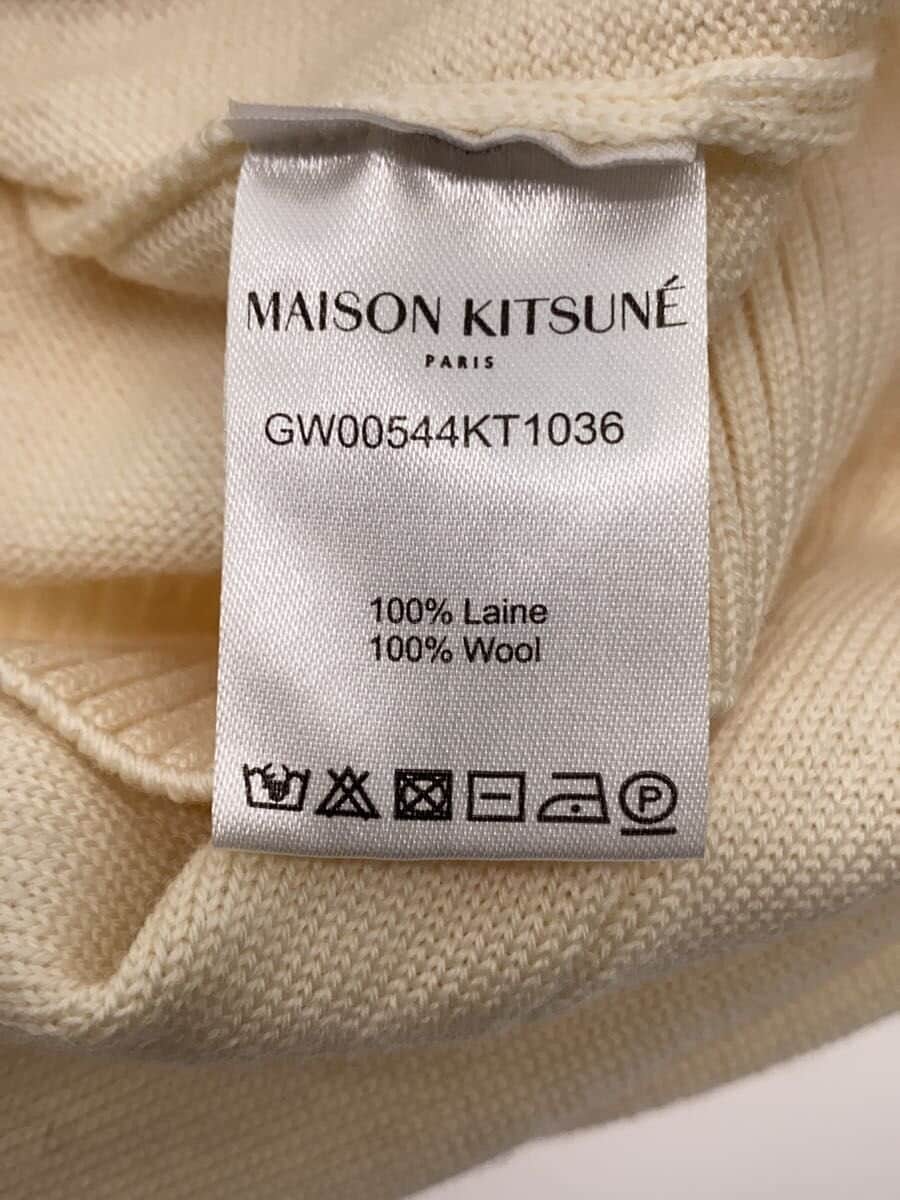 MAISON KITSUNÉ
PARIS
GW00544KT1036
100% Laine
100% Wool
P